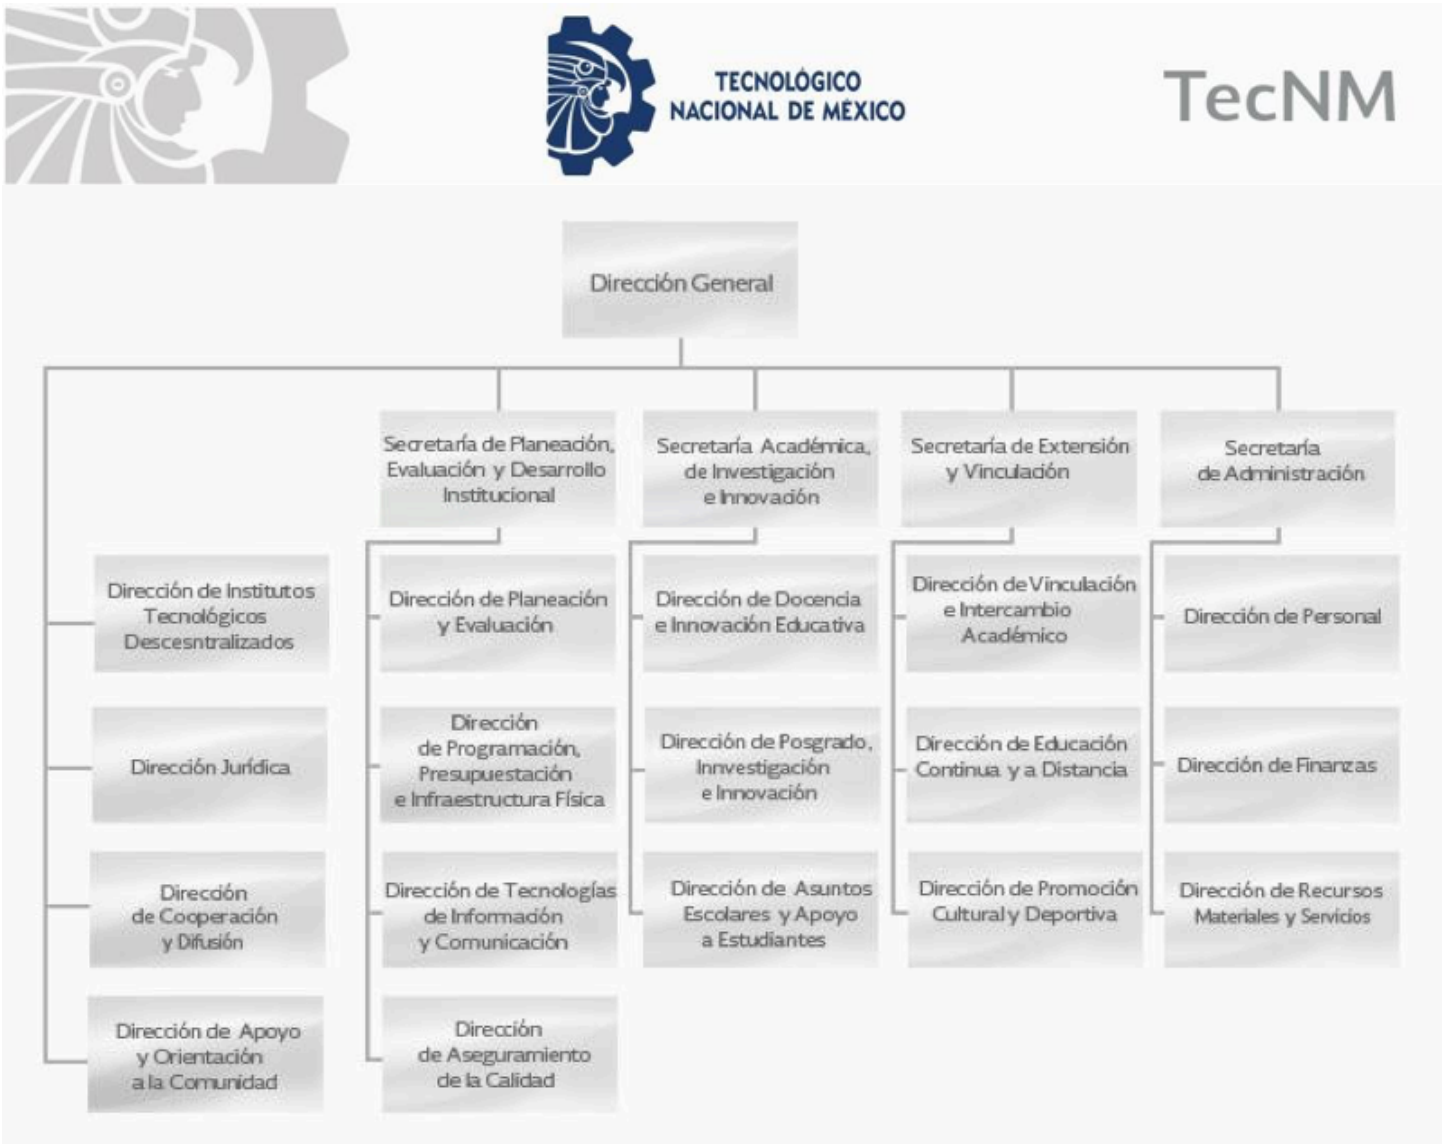 TECNOLÓGICO
NACIONAL DE MÉXICO
TecNM
Dirección General
Secretaría de Planeación,
Evaluación y Desarrollo
Institucional
Secretaría Académica,
de Investigación
e Innovación
Secretaría de Extensión
y Vinculación
Secretaría
de Administración
Dirección de Institutos
Tecnológicos
Descesntralizados
Dirección Jurídica
Dirección
de Cooperación
y Difusión
Dirección de Apoyo
y Orientación
a la Comunidad
Dirección de Planeación
y Evaluación
Dirección
de Programación,
Presupuestación
e Infraestructura Física
Dirección de Tecnologías
de Información
y Comunicación
Dirección
de Aseguramiento
de la Calidad
Dirección de Docencia
e Innovación Educativa
Dirección de Posgrado,
Innvestigación
e Innovación
Dirección de Asuntos
Escolares y Apoyo
a Estudiantes
Dirección de Vinculación
e Intercambio
Académico
Dirección de Educación
Continua y a Distancia
Dirección de Promoción
Cultural y Deportiva
Dirección de Personal
Dirección de Finanzas
Dirección de Recursos
Materiales y Servicios